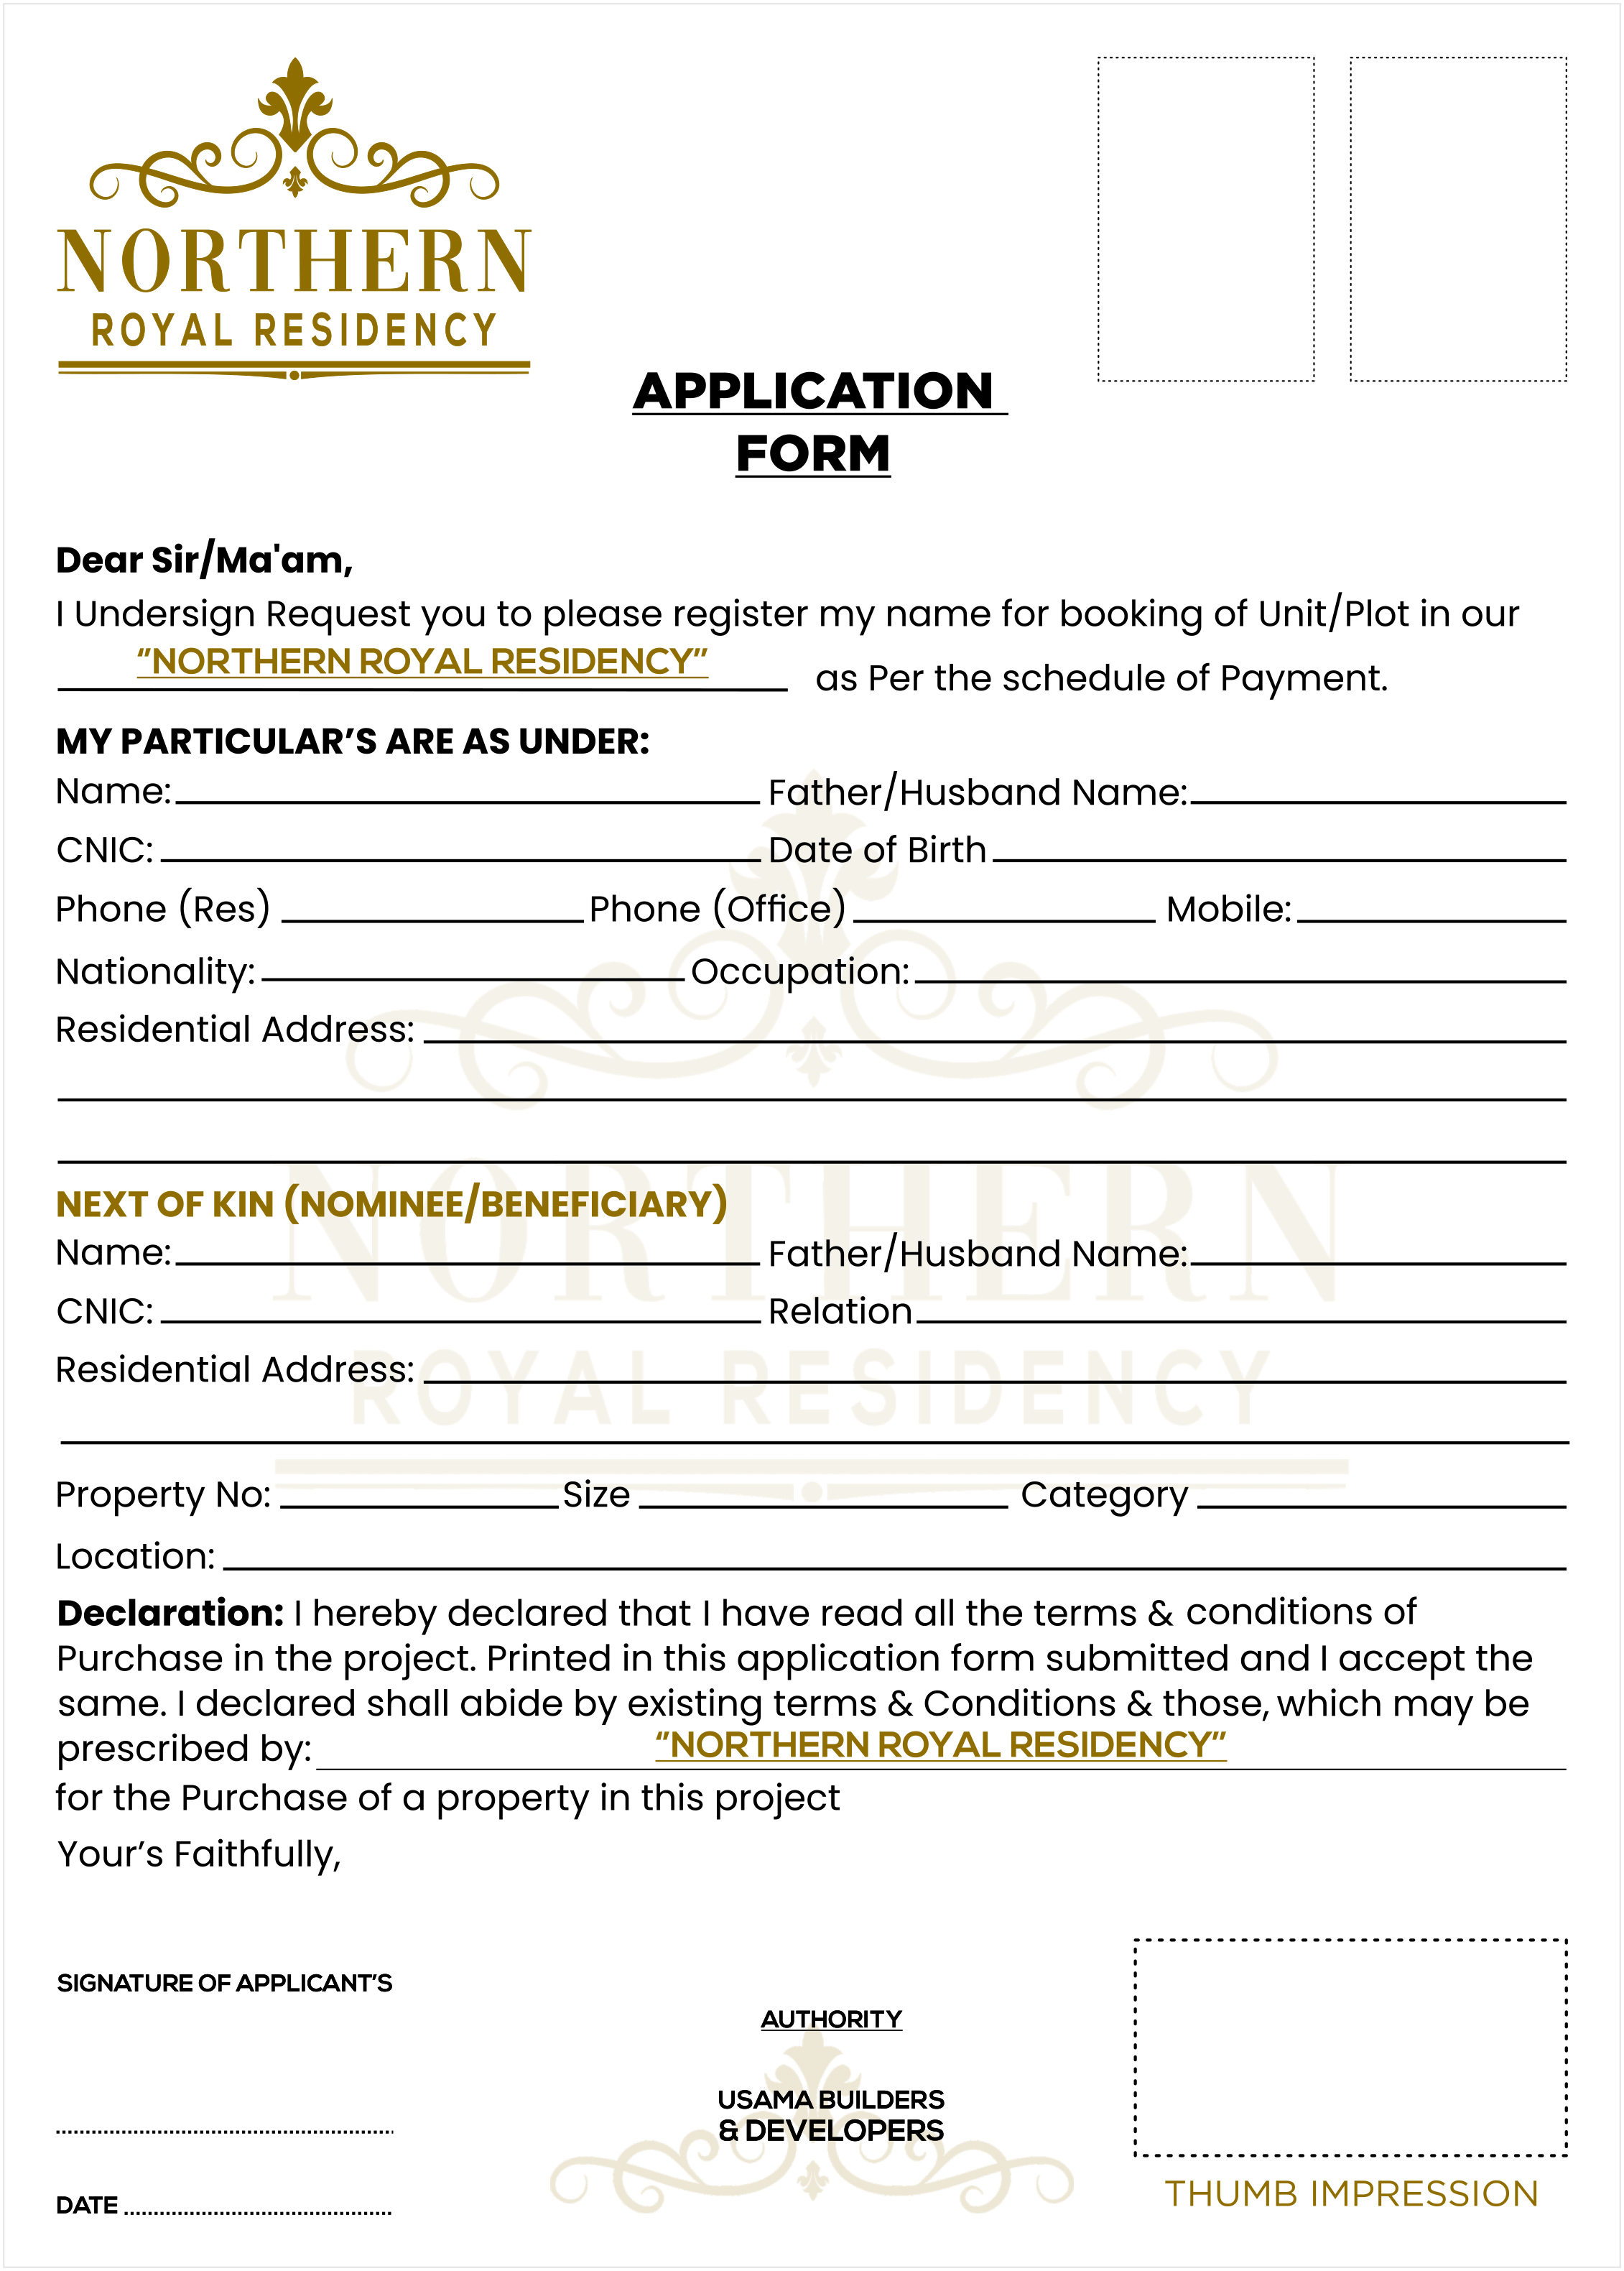 NORTHERN
ROYAL RESIDENCY
APPLICATION
FORM
Dear Sir/Ma'am,
I Undersign Request you to please register my name for booking of Unit/Plot in our
"NORTHERN ROYAL RESIDENCY" as Per the schedule of Payment.
MY PARTICULAR’S ARE AS UNDER:
Name: Father/Husband Name:
CNIC: Date of Birth
Phone (Res) Phone (Office) Mobile:
Nationality: Occupation:
Residential Address:
NORTHERN
NEXT OF KIN (NOMINEE/BENEFICIARY)
Name: Father/Husband Name:
CNIC: Relation
Residential Address:
ROYAL RESIDENCY
Property No: Size Category
Location:
Declaration: I hereby declared that I have read all the terms & conditions of
Purchase in the project. Printed in this application form submitted and I accept the
same. I declared shall abide by existing terms & Conditions & those, which may be
prescribed by: "NORTHERN ROYAL RESIDENCY"
for the Purchase of a property in this project
Your’s Faithfully,
SIGNATURE OF APPLICANT’S
AUTHORITY
USAMA BUILDERS
& DEVELOPERS
THUMB IMPRESSION
DATE